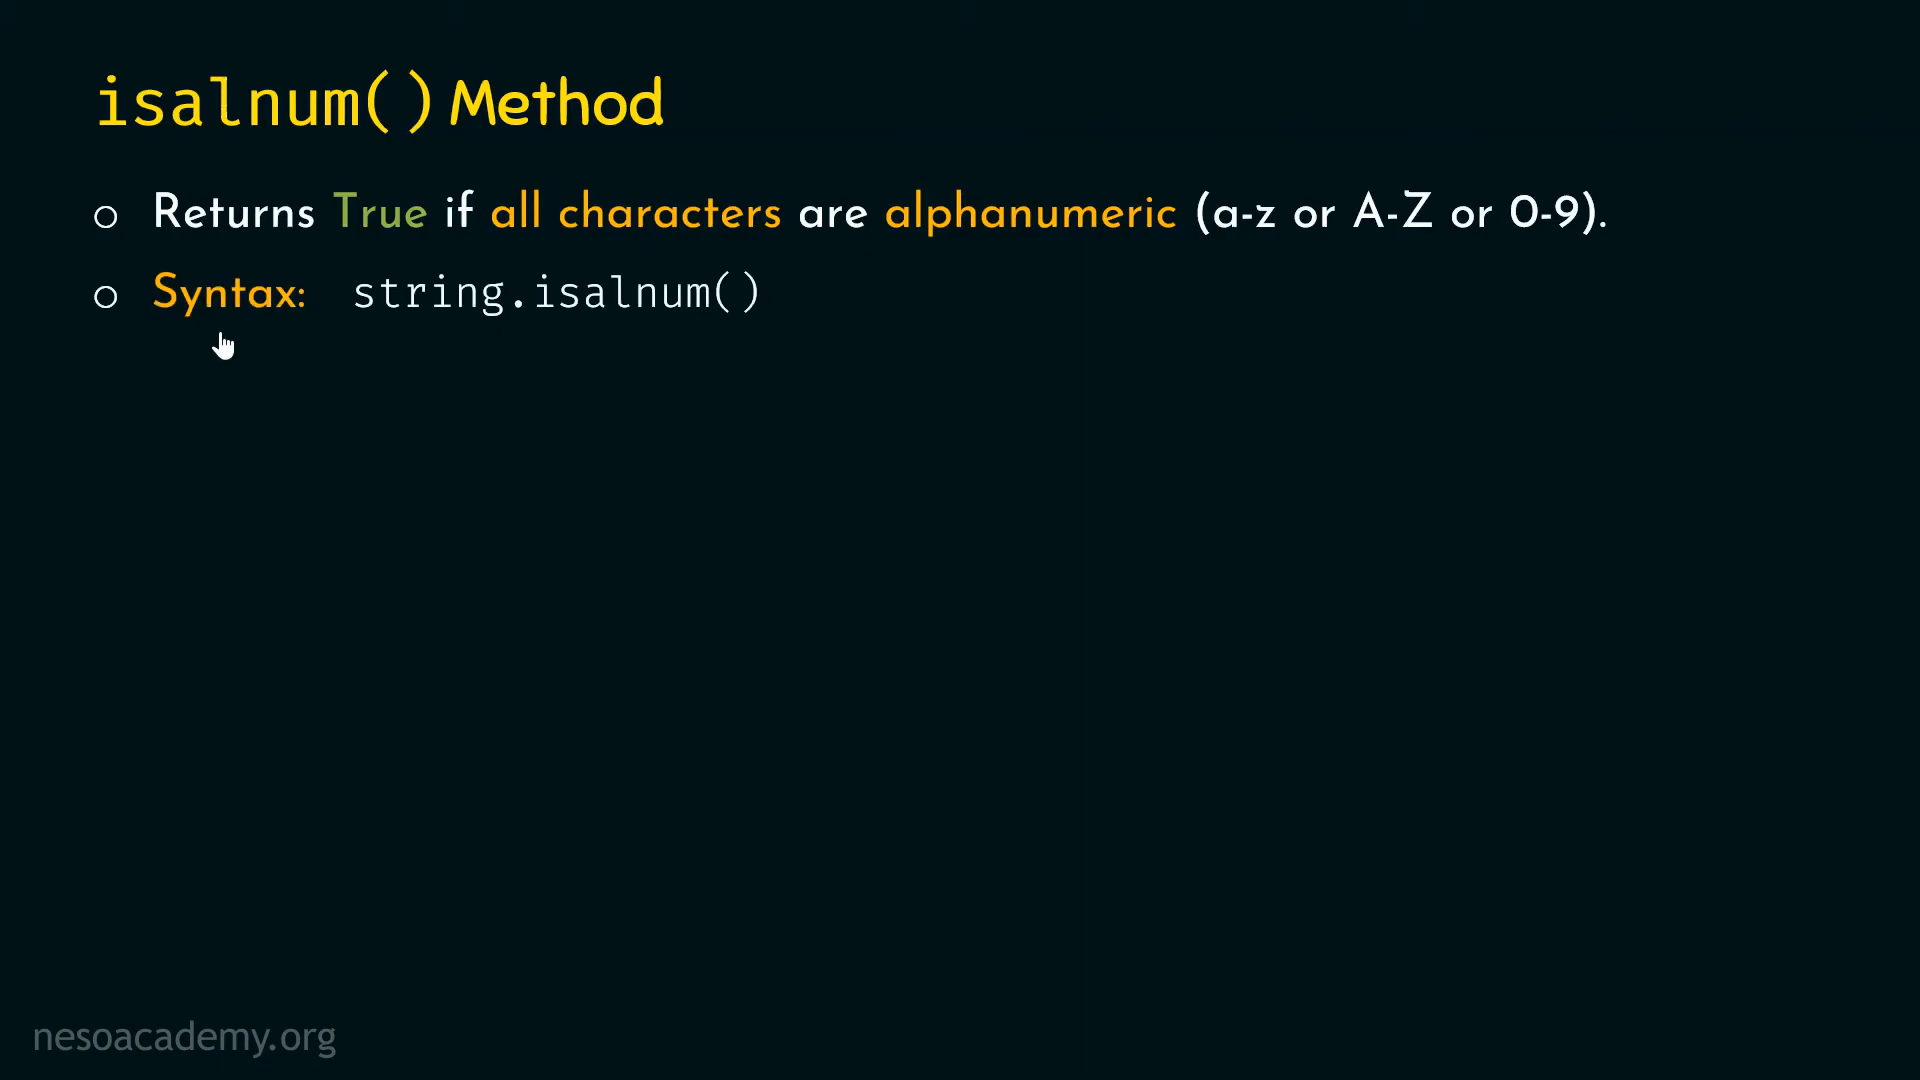 isalnum() Method
○ Returns True if all characters are alphanumeric (a-z or A-Z or 0-9).
○ Syntax: string.isalnum()
nesoacademy.org